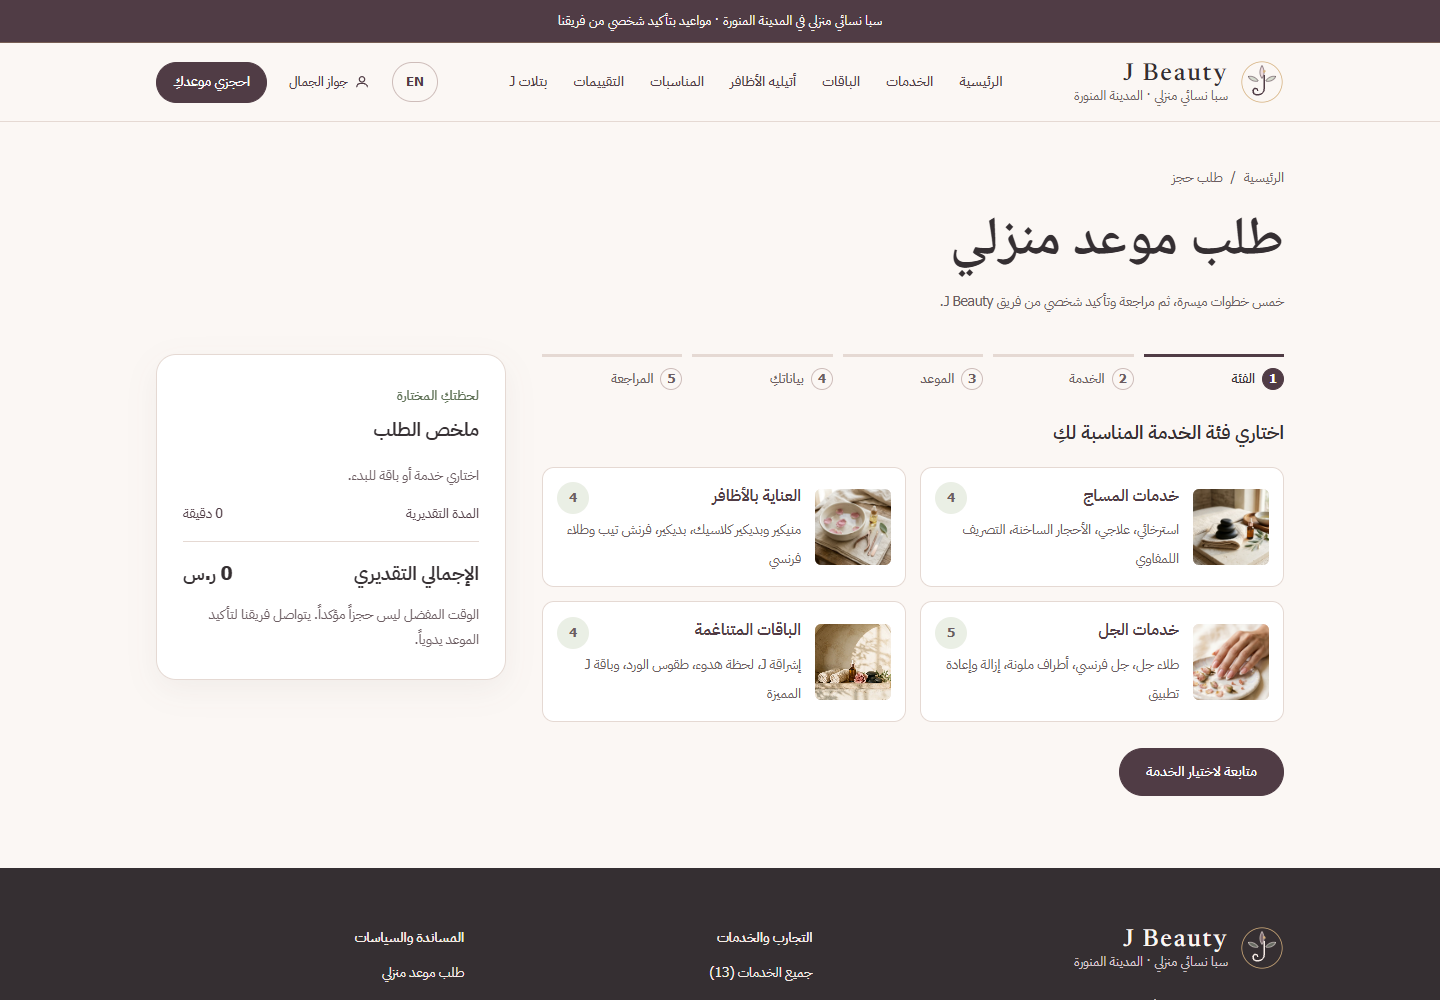 سبا نسائي منزلي في المدينة المنورة · مواعيد بتأكيد شخصي من فريقنا
J Beauty
سبا نسائي منزلي · المدينة المنورة
الرئيسية
الخدمات
الباقات
أتيليه الأظافر
المناسبات
التقييمات
بتلات J
EN
جواز الجمال
احجزي موعدكِ
الرئيسية / طلب حجز
طلب موعد منزلي
خمس خطوات ميسرة، ثم مراجعة وتأكيد شخصي من فريق J Beauty.
1 الفئة
2 الخدمة
3 الموعد
4 بياناتكِ
5 المراجعة
اختاري فئة الخدمة المناسبة لكِ
خدمات المساج
4
استرخائي، علاجي، الأحجار الساخنة، التصريف
اللمفاوي
العناية بالأظافر
4
منيكير وبديكير كلاسيك، بديكير، فرنش تيب وطلاء
فرنسي
خدمات الجل
5
طلاء جل، جل فرنسي، أطراف ملونة، إزالة وإعادة
تطبيق
الباقات المتناغمة
4
إشراقة J، لحظة هدوء، طقوس الورد، وباقة J
المميزة
متابعة لاختيار الخدمة
لحظتكِ المختارة
ملخص الطلب
اختاري خدمة أو باقة للبدء.
المدة التقديرية
0 دقيقة
الإجمالي التقديري
0 ر.س
الوقت المفضل ليس حجزاً مؤكداً. يتواصل فريقنا لتأكيد
الموعد يدوياً.
J Beauty
سبا نسائي منزلي · المدينة المنورة
التجارب والخدمات
جميع الخدمات (13)
المساندة والسياسات
طلب موعد منزلي